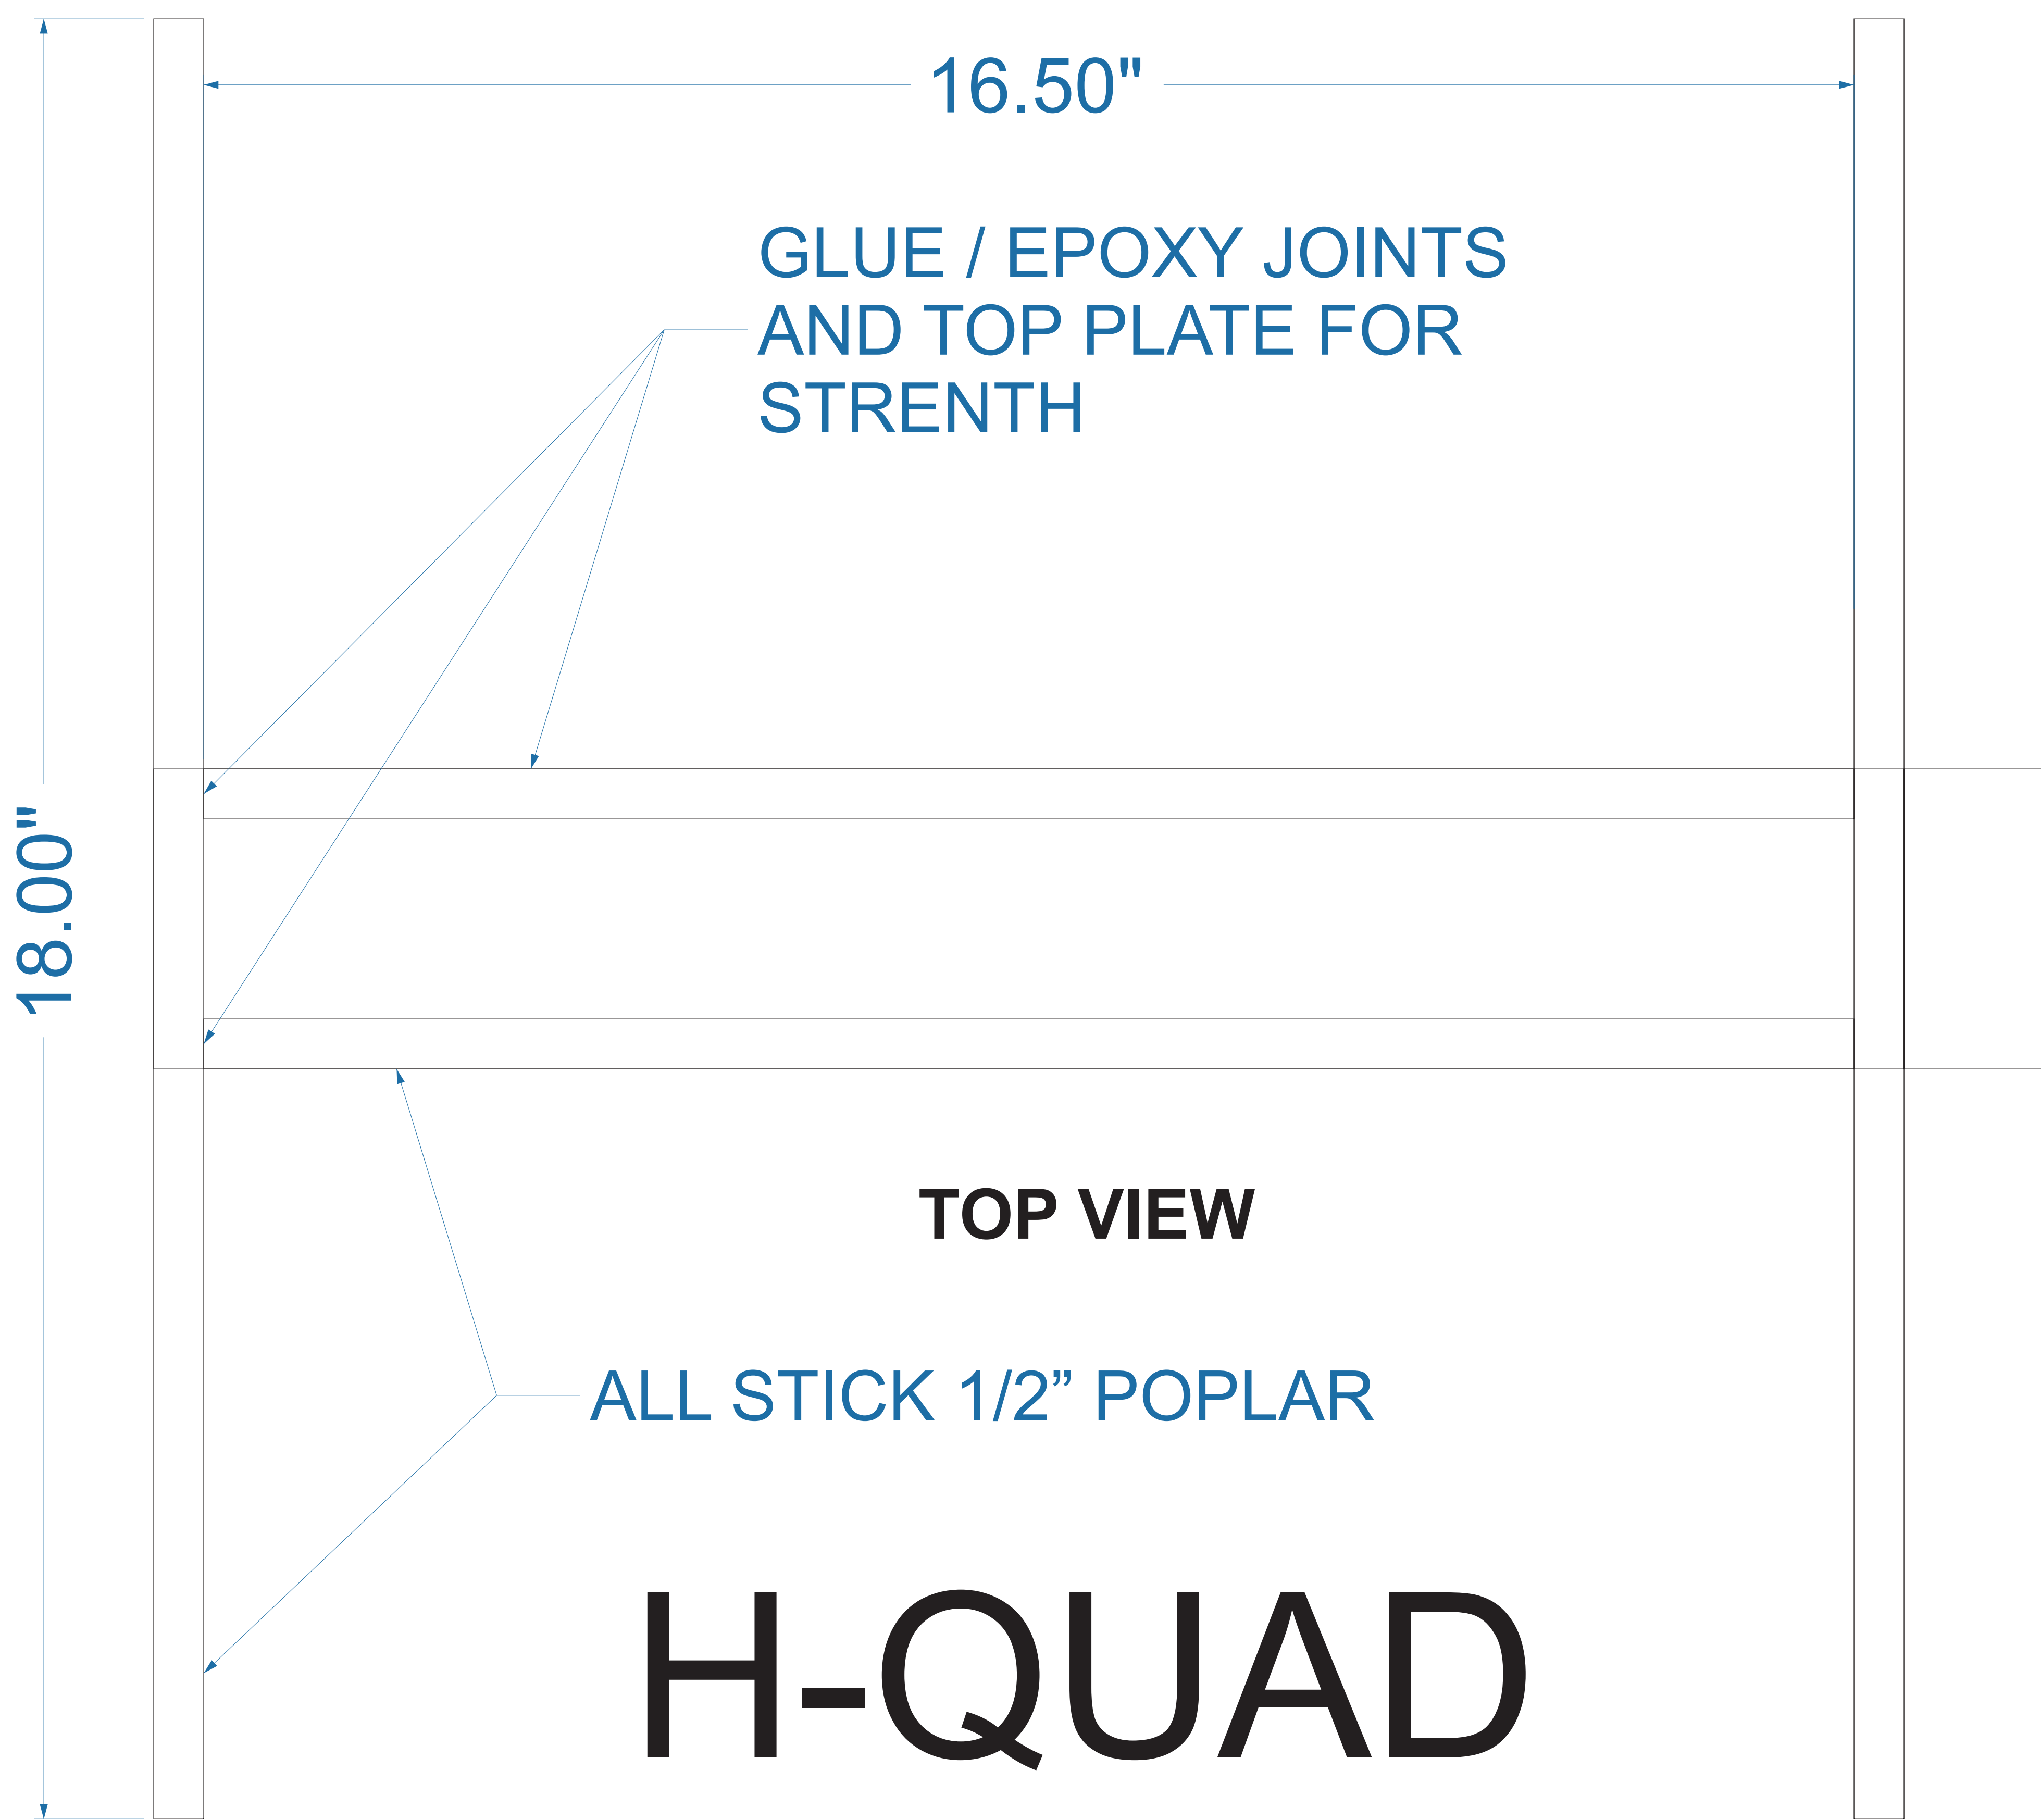 16.50"
GLUE / EPOXY JOINTS
AND TOP PLATE FOR
STRENTH
18.00"
TOP VIEW
ALL STICK 1/2” POPLAR
H-QUAD